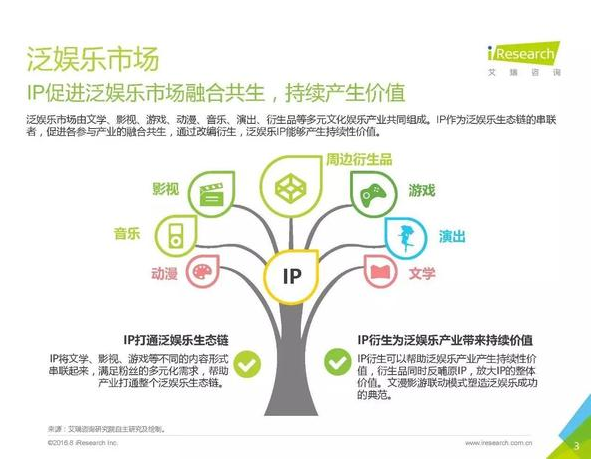 泛娱乐市场
iResearch
艾瑞咨询
IP促进泛娱乐市场融合共生，持续产生价值
泛娱乐市场由文学、影视、游戏、动漫、音乐、演出、衍生品等多元文化娱乐产业共同组成。IP作为泛娱乐生态链的串联
者，促进各参与产业的融合共生，通过改编衍生，泛娱乐IP能够产生持续性价值。
周边衍生品
影视
游戏
音乐
演出
动漫
IP
文学
IP打通泛娱乐生态链
IP将文学、影视、游戏等不同的内容形式
串联起来，满足粉丝的多元化需求，帮助
产业打通整个泛娱乐生态链。
IP衍生为泛娱乐产业带来持续价值
IP衍生可以帮助泛娱乐产业产生持续性价
值，衍生品同时反哺原IP，放大IP的整体
价值。文漫影游联动模式塑造泛娱乐成功
的典范。
来源：艾瑞咨询研究院自主研究及绘制。
©2016.8 iResearch Inc.
www.iresearch.com.cn
3